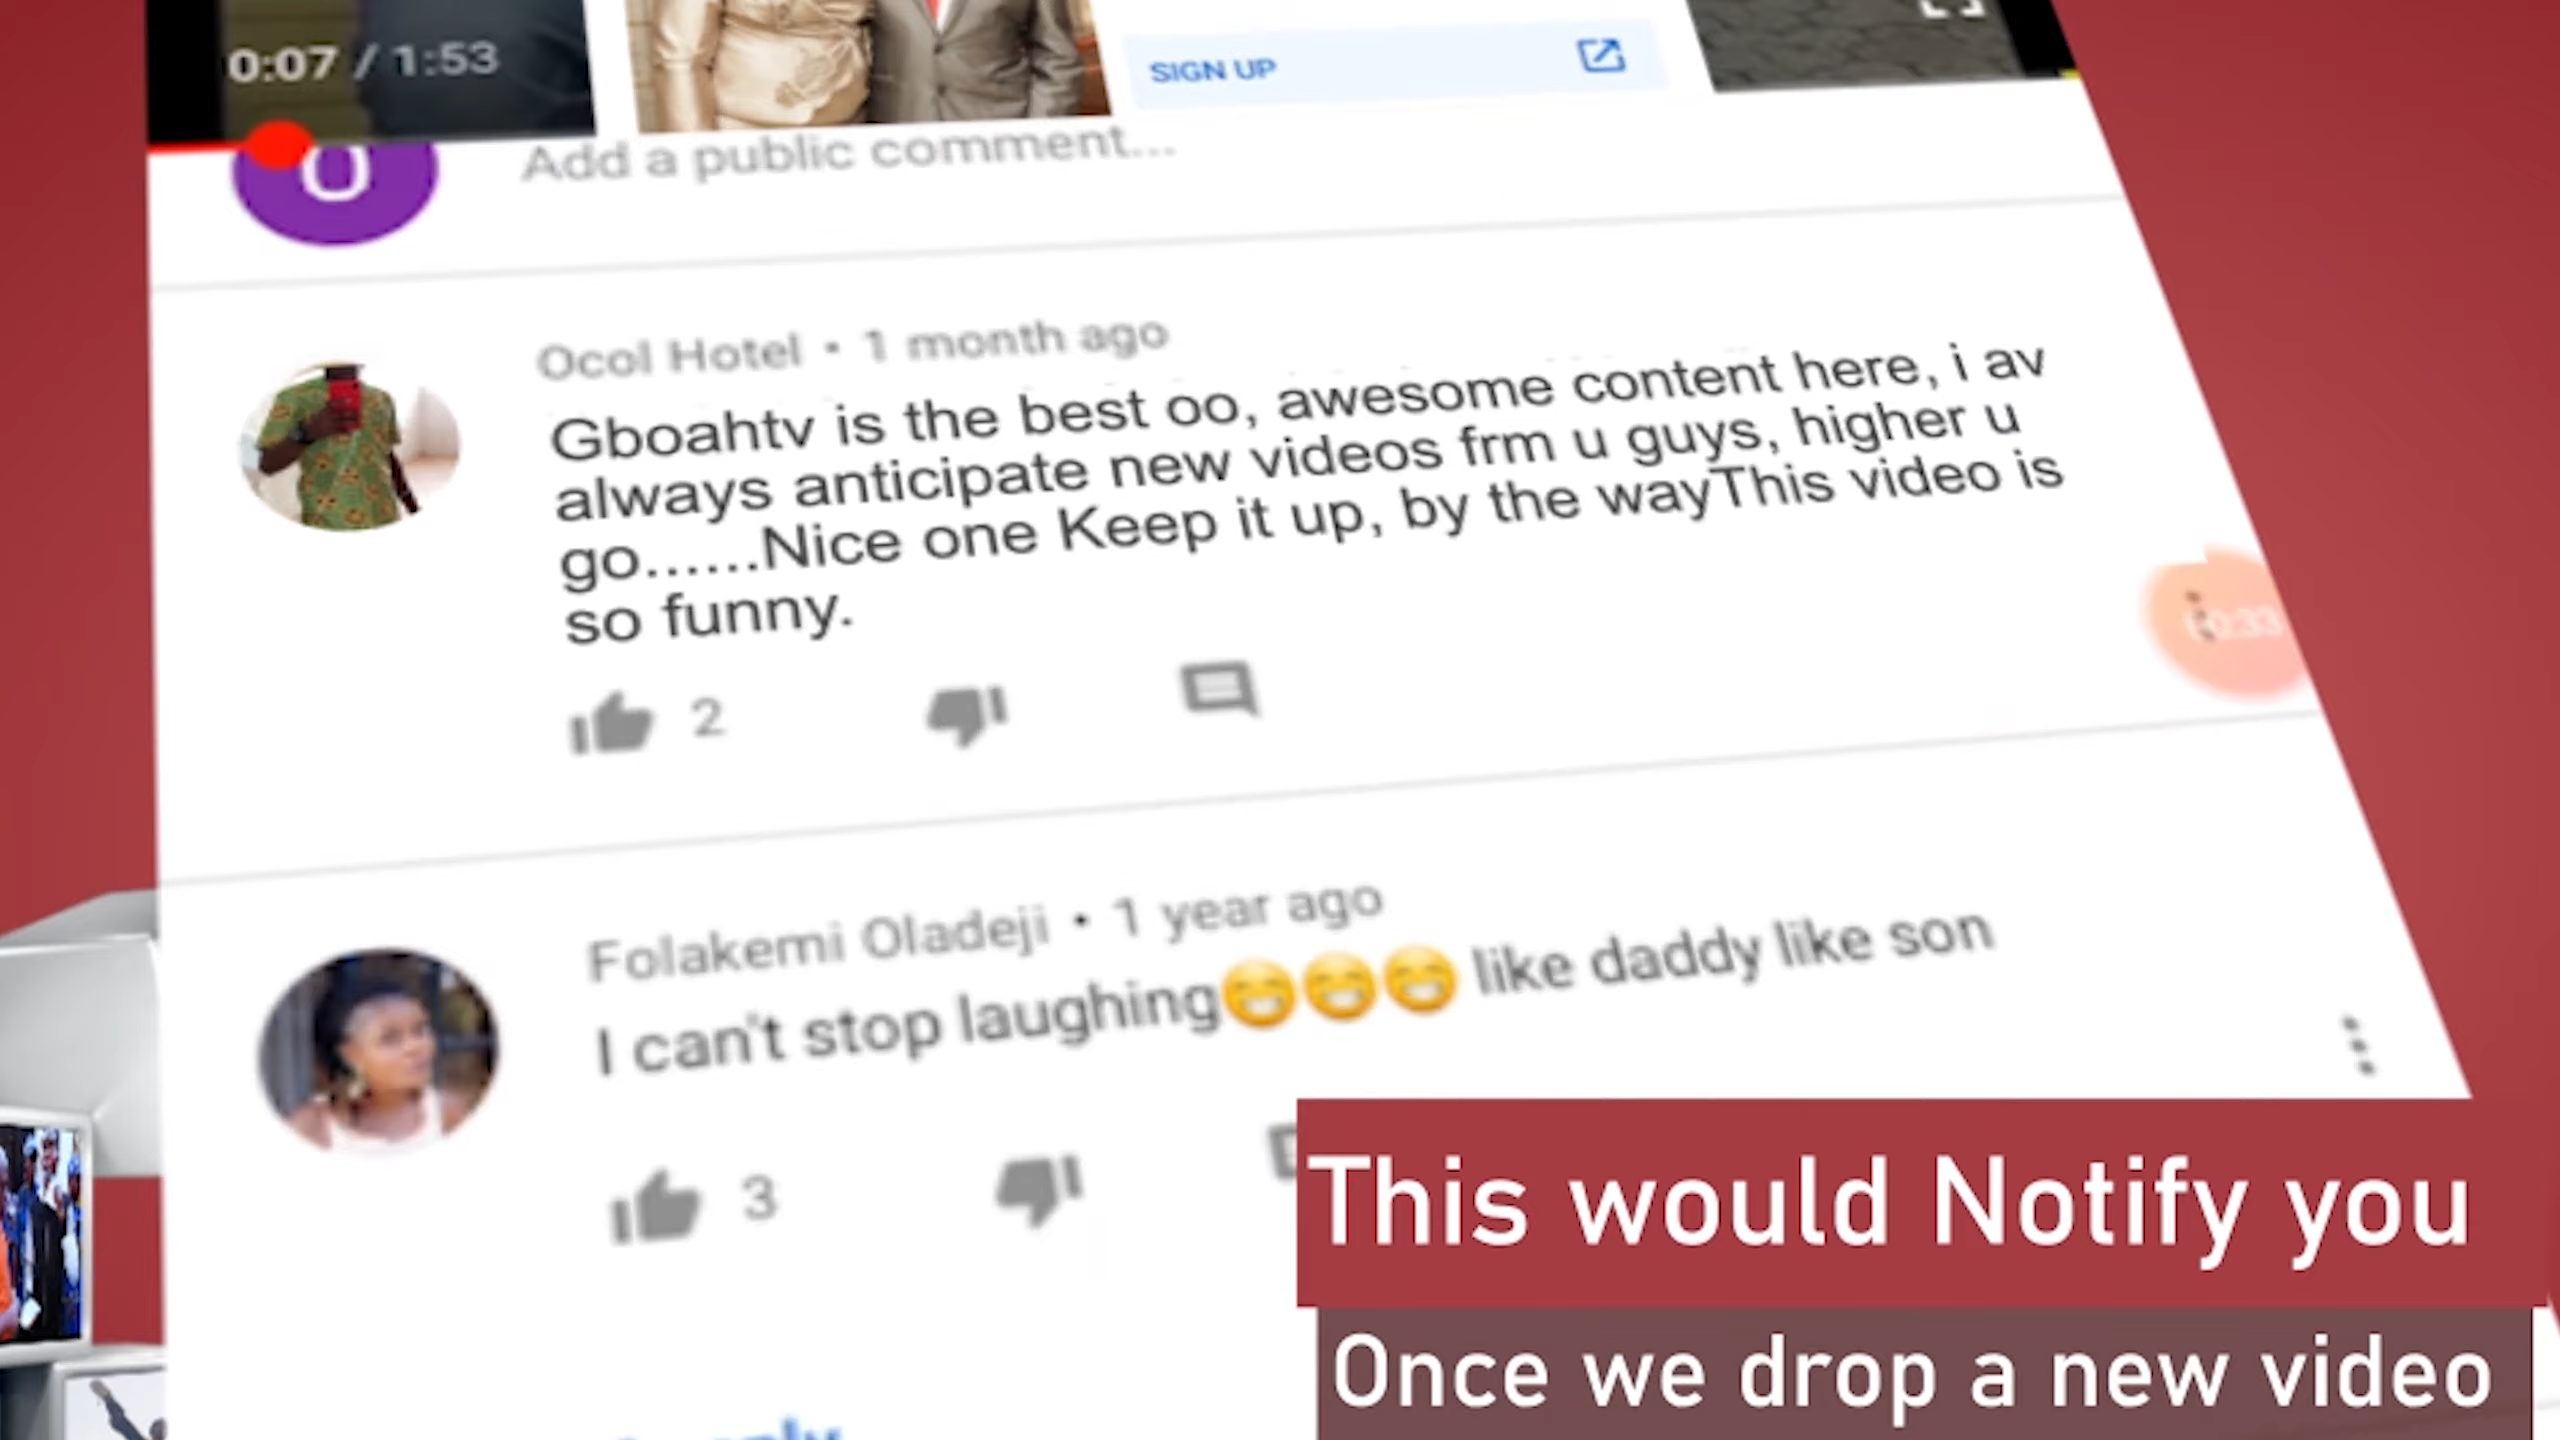 0:07 / 1:53
SIGN UP
Add a public comment...
Ocol Hotel • 1 month ago
Gboahtv is the best oo, awesome content here, i av
always anticipate new videos frm u guys, higher u
go......Nice one Keep it up, by the wayThis video is
so funny.
2
Folakemi Oladeji • 1 year ago
I can't stop laughing😁😁😁 like daddy like son
3
This would Notify you
Once we drop a new video